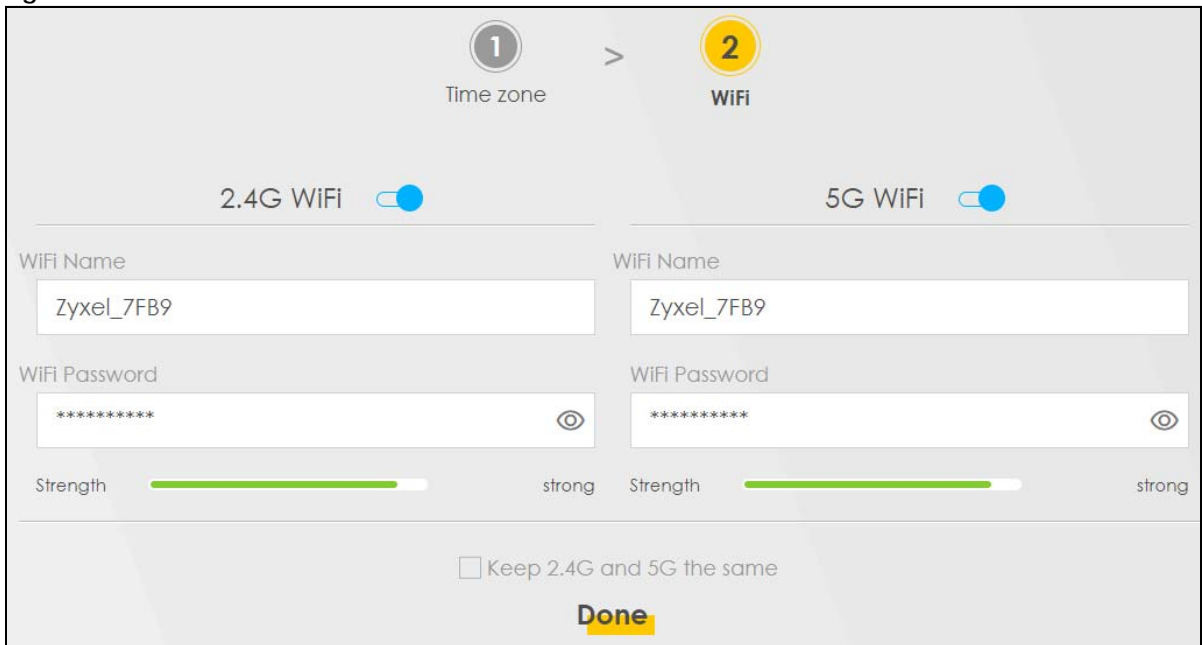 1 > 2
Time zone WiFi
2.4G WiFi 5G WiFi
WiFi Name WiFi Name
Zyxel_7FB9 Zyxel_7FB9
WiFi Password WiFi Password
********** **********
Strength strong Strength strong
Keep 2.4G and 5G the same
Done